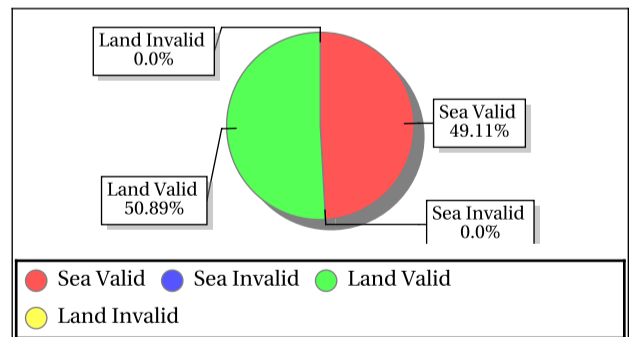 Land Invalid
0.0%
Sea Valid
49.11%
Land Valid
50.89%
Sea Invalid
0.0%
Sea Valid Sea Invalid Land Valid
Land Invalid